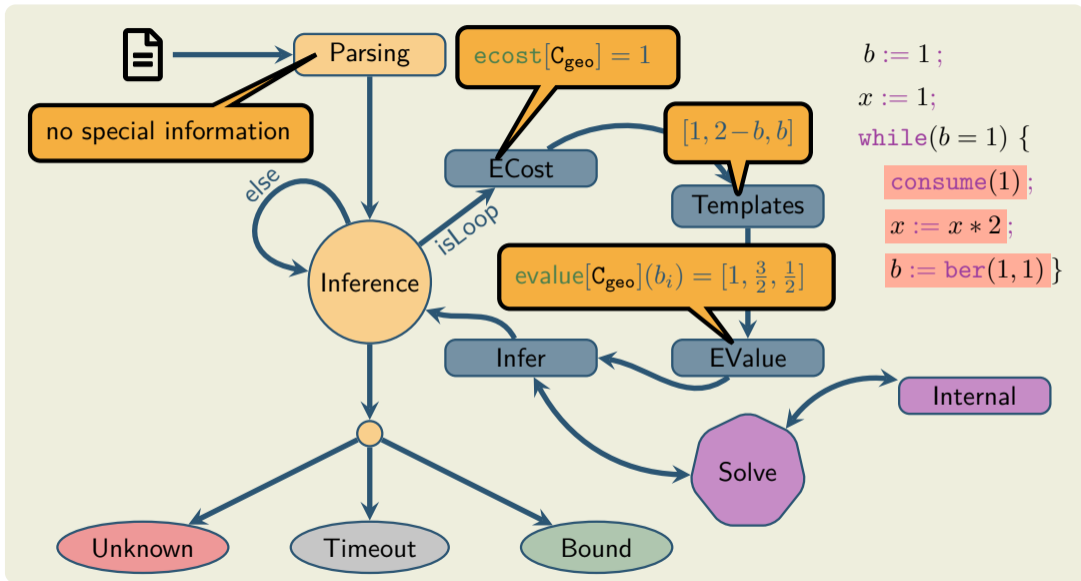 Parsing
ecost[C_geo] = 1
b := 1 ;
x := 1;
no special information
[1, 2−b, b]
while(b = 1) {
ECost
consume(1);
else
Templates
isLoop
x := x ∗ 2 ;
Inference
evalue[C_geo](b_i) = [1, 3/2, 1/2]
b := ber(1, 1) }
Infer
EValue
Internal
Solve
Unknown
Timeout
Bound